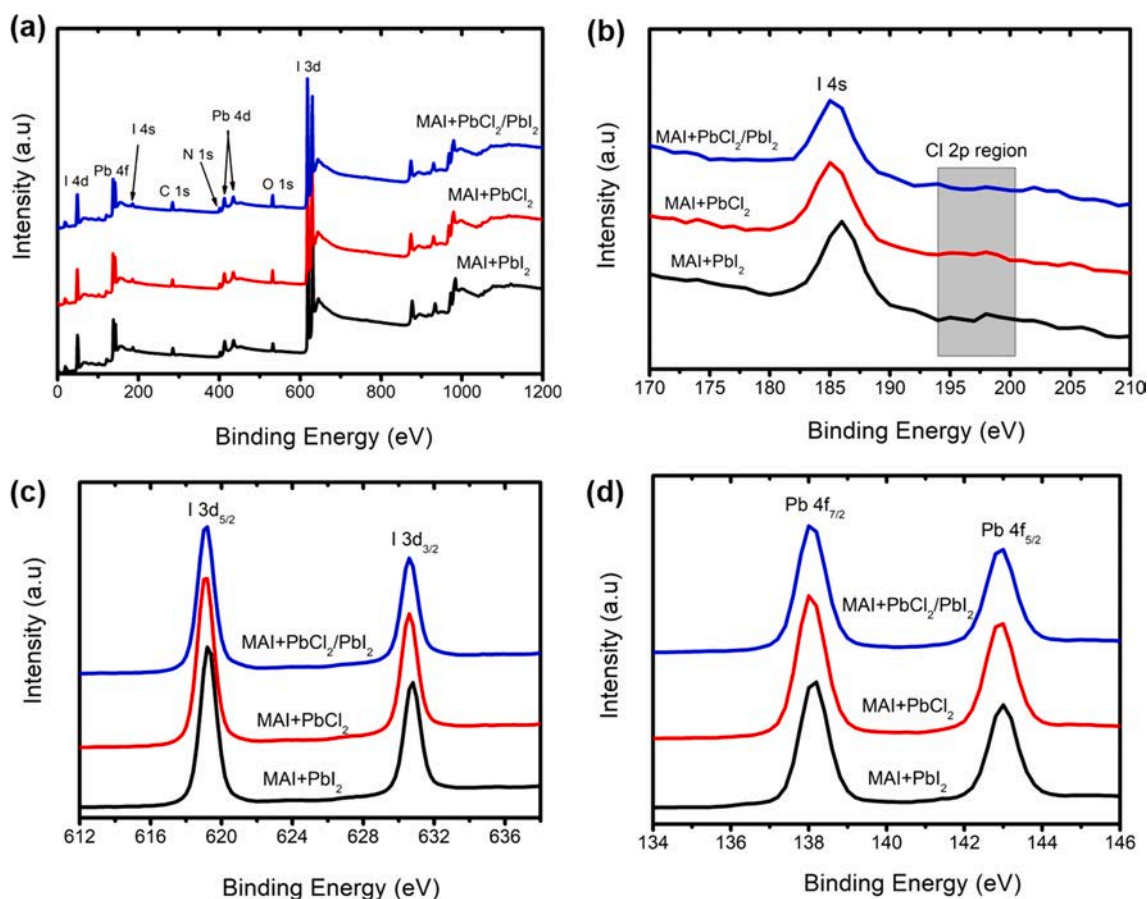 (a)
Intensity (a.u)
I 4d
Pb 4f
I 4s
C 1s
N 1s
Pb 4d
O 1s
I 3d
MAI+PbCl₂/PbI₂
MAI+PbCl₂
MAI+PbI₂
0 200 400 600 800 1000 1200
Binding Energy (eV)
(b)
Intensity (a.u)
I 4s
Cl 2p region
MAI+PbCl₂/PbI₂
MAI+PbCl₂
MAI+PbI₂
170 175 180 185 190 195 200 205 210
Binding Energy (eV)
(c)
Intensity (a.u)
I 3d₅/₂
I 3d₃/₂
MAI+PbCl₂/PbI₂
MAI+PbCl₂
MAI+PbI₂
612 616 620 624 628 632 636
Binding Energy (eV)
(d)
Intensity (a.u)
Pb 4f₇/₂
Pb 4f₅/₂
MAI+PbCl₂/PbI₂
MAI+PbCl₂
MAI+PbI₂
134 136 138 140 142 144 146
Binding Energy (eV)